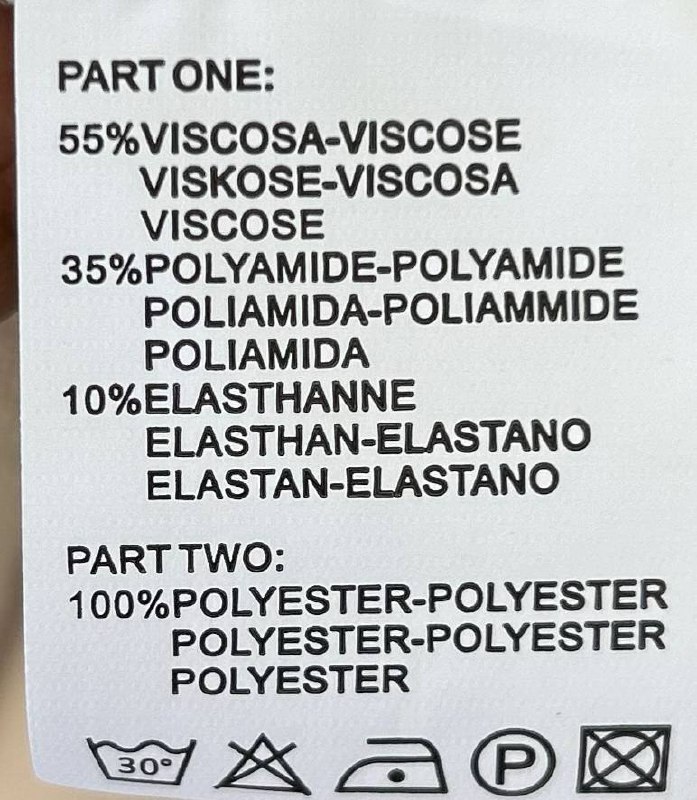 PART ONE:
55%VISCOSA-VISCOSE
VISKOSE-VISCOSA
VISCOSE
35%POLYAMIDE-POLYAMIDE
POLIAMIDA-POLIAMMIDE
POLIAMIDA
10%ELASTHANNE
ELASTHAN-ELASTANO
ELASTAN-ELASTANO
PART TWO:
100%POLYESTER-POLYESTER
POLYESTER-POLYESTER
POLYESTER
30° P